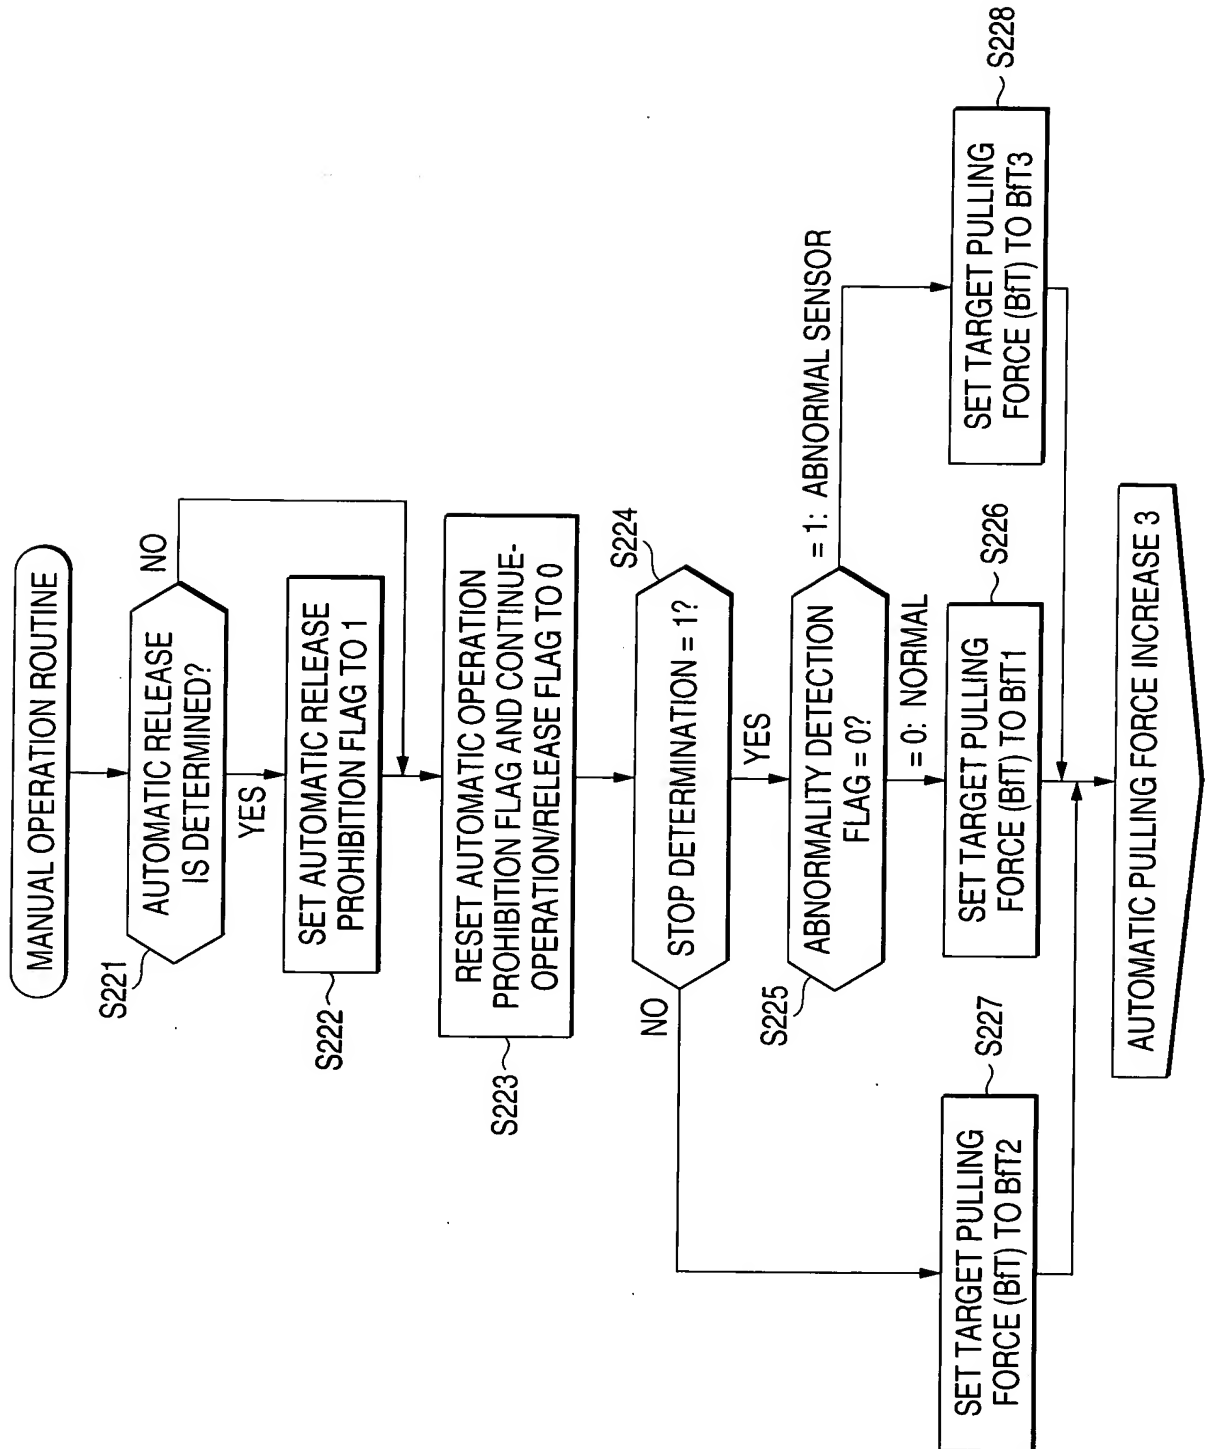 MANUAL OPERATION ROUTINE
S221
AUTOMATIC RELEASE
IS DETERMINED?
NO
YES
S222
SET AUTOMATIC RELEASE
PROHIBITION FLAG TO 1
S223
RESET AUTOMATIC OPERATION
PROHIBITION FLAG AND CONTINUE-
OPERATION/RELEASE FLAG TO 0
S224
STOP DETERMINATION = 1?
NO
YES
S225
ABNORMALITY DETECTION
FLAG = 0?
= 1: ABNORMAL SENSOR
= 0: NORMAL
S227
SET TARGET PULLING
FORCE (BfT) TO BfT2
S226
SET TARGET PULLING
FORCE (BfT) TO BfT1
S228
SET TARGET PULLING
FORCE (BfT) TO BfT3
AUTOMATIC PULLING FORCE INCREASE 3